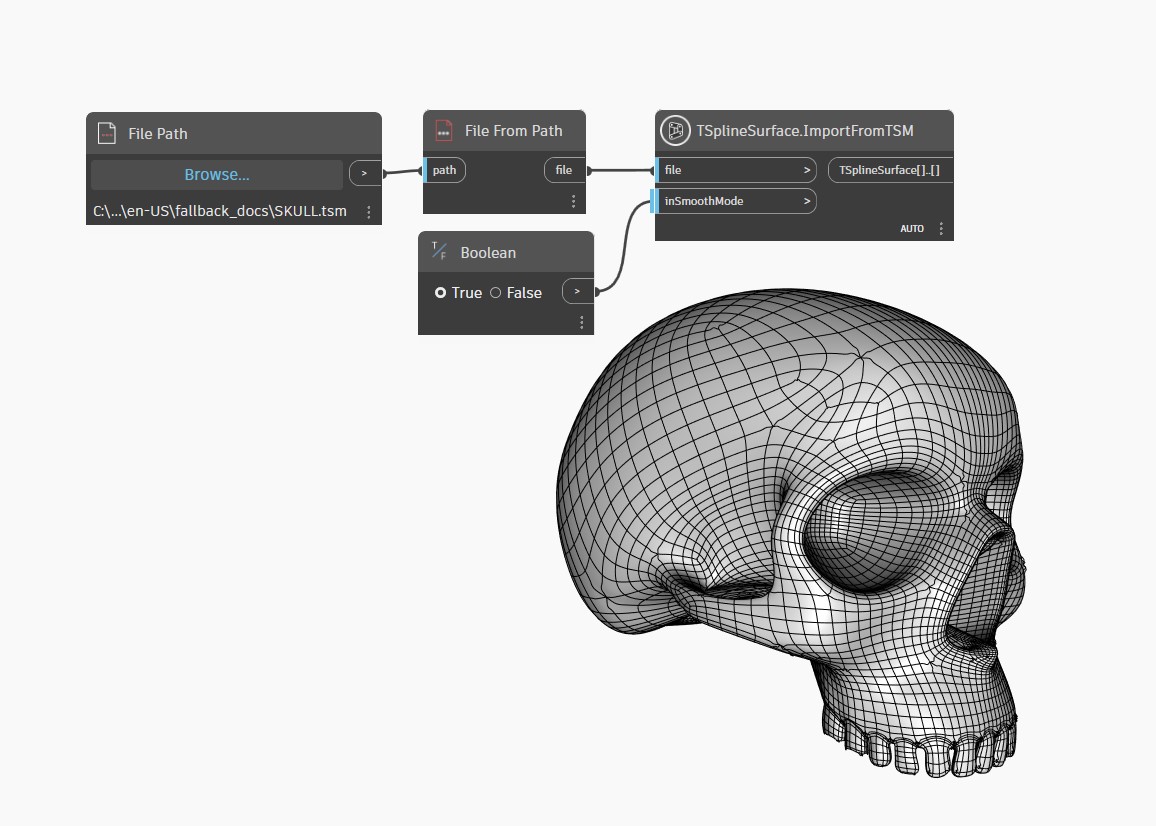 File Path
Browse...
>
C:\...\en-US\fallback_docs\SKULL.tsm
File From Path
path
file
Boolean
True
False
>
TSplineSurface.ImportFromTSM
file >
TSplineSurface[]..[]
inSmoothMode >
AUTO